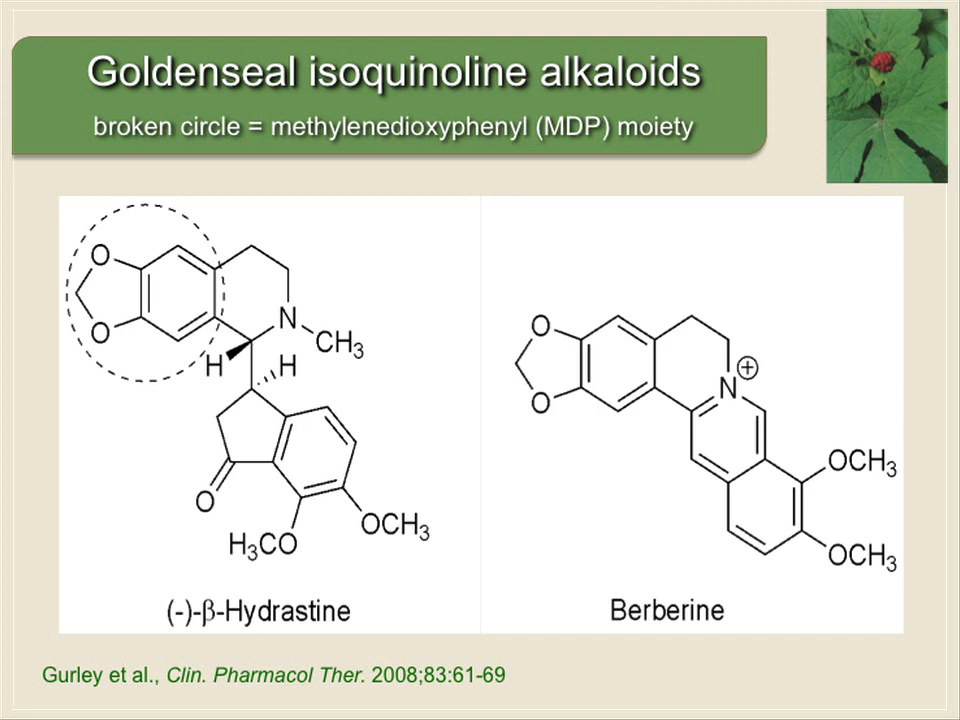 Goldenseal isoquinoline alkaloids
broken circle = methylenedioxyphenyl (MDP) moiety
O
O
N
CH₃
H
H
O
H₃CO
OCH₃
(-)-β-Hydrastine
O
O
N
+
OCH₃
OCH₃
Berberine
Gurley et al., Clin. Pharmacol Ther. 2008;83:61-69